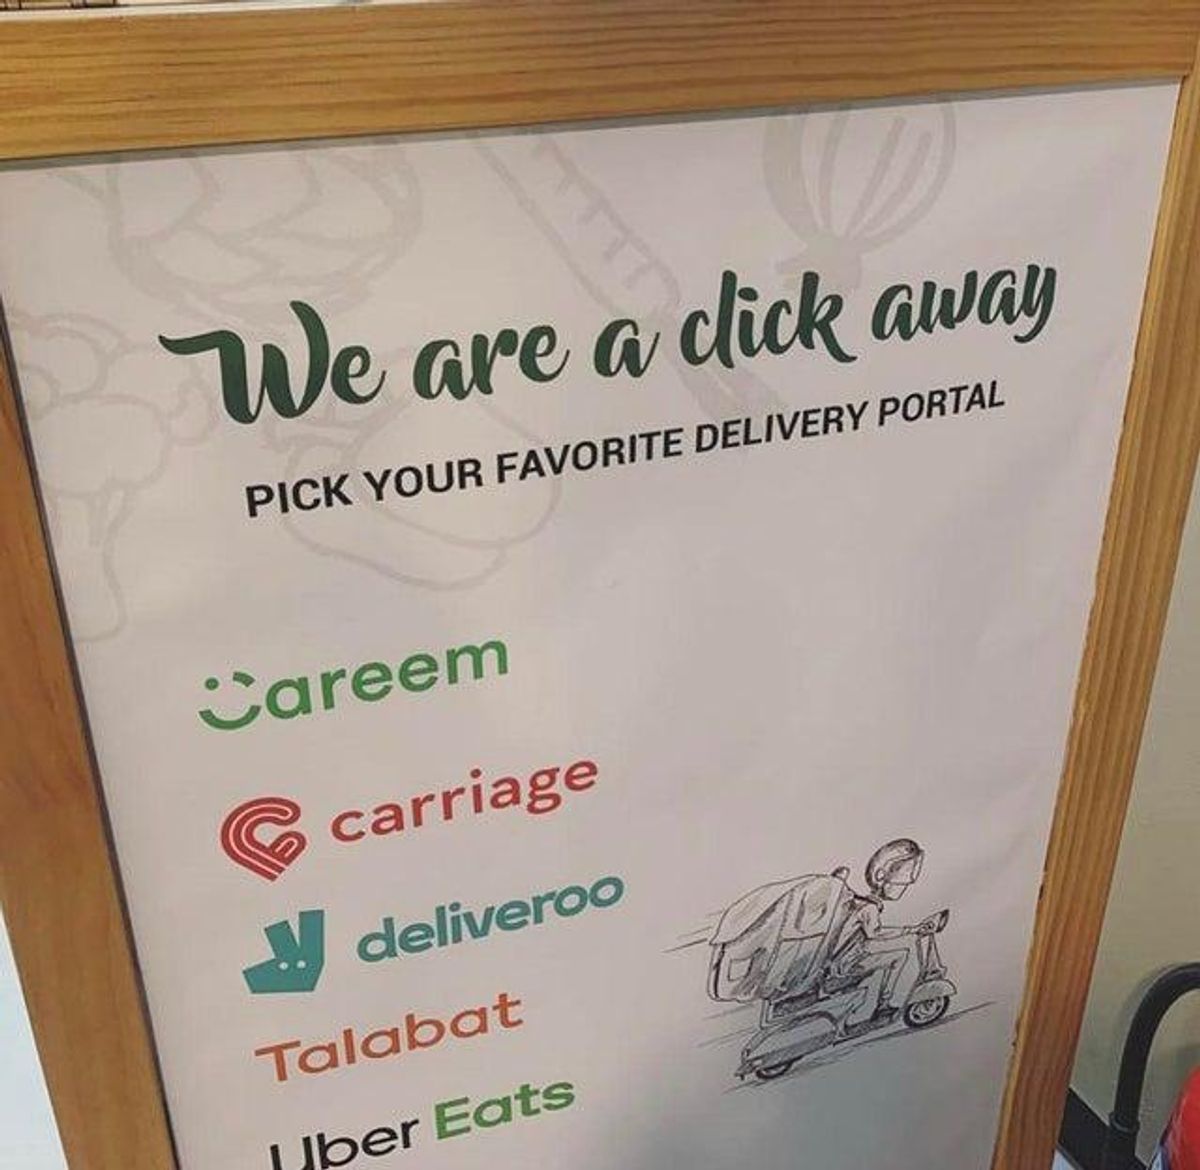 We are a click away
PICK YOUR FAVORITE DELIVERY PORTAL
Careem
carriage
deliveroo
Talabat
Uber Eats